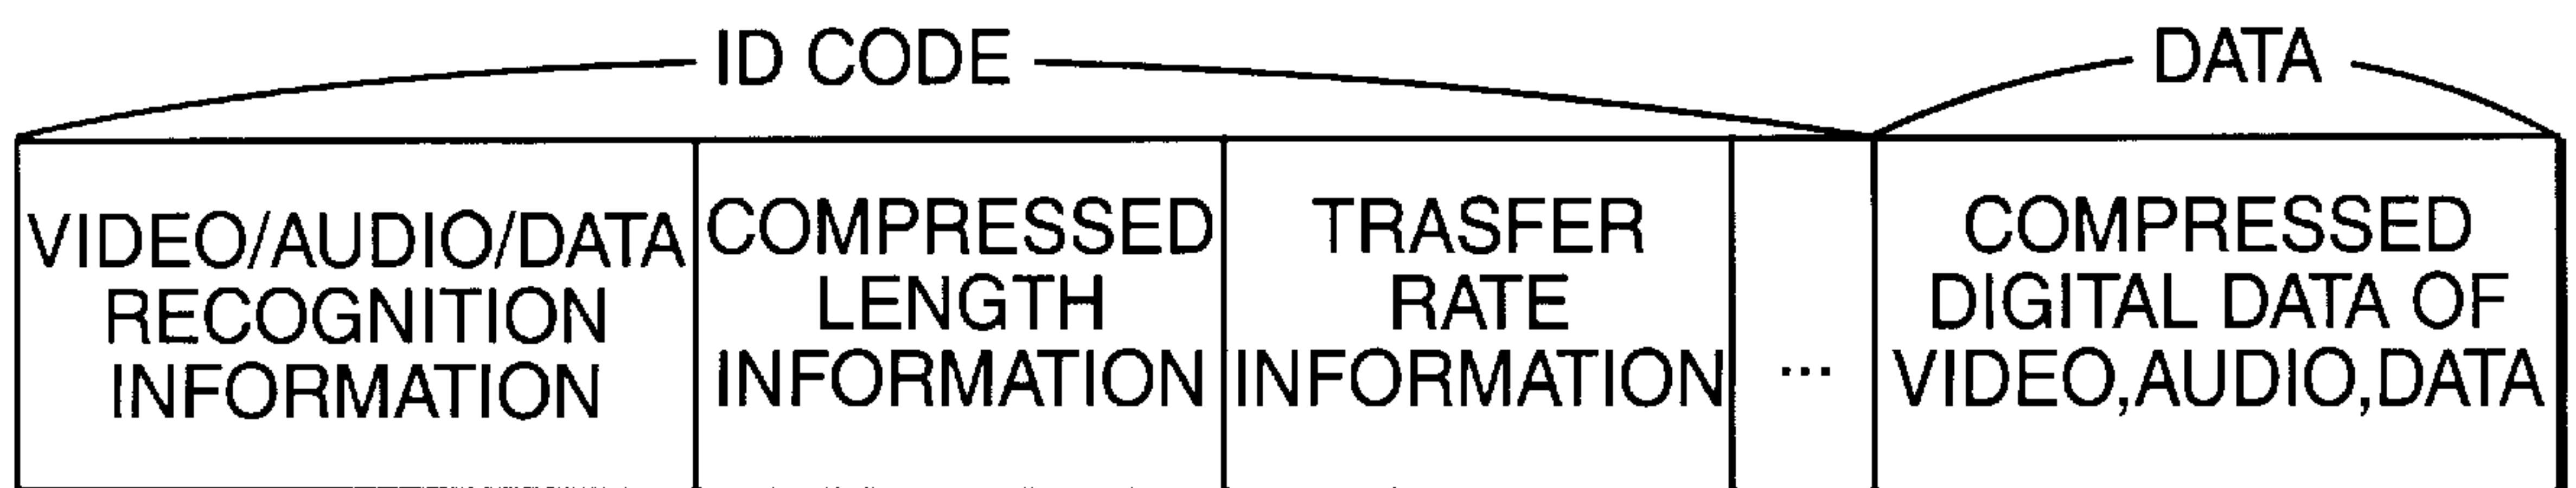 ID CODE
DATA
VIDEO/AUDIO/DATA
RECOGNITION
INFORMATION
COMPRESSED
LENGTH
INFORMATION
TRASFER
RATE
INFORMATION
...
COMPRESSED
DIGITAL DATA OF
VIDEO,AUDIO,DATA